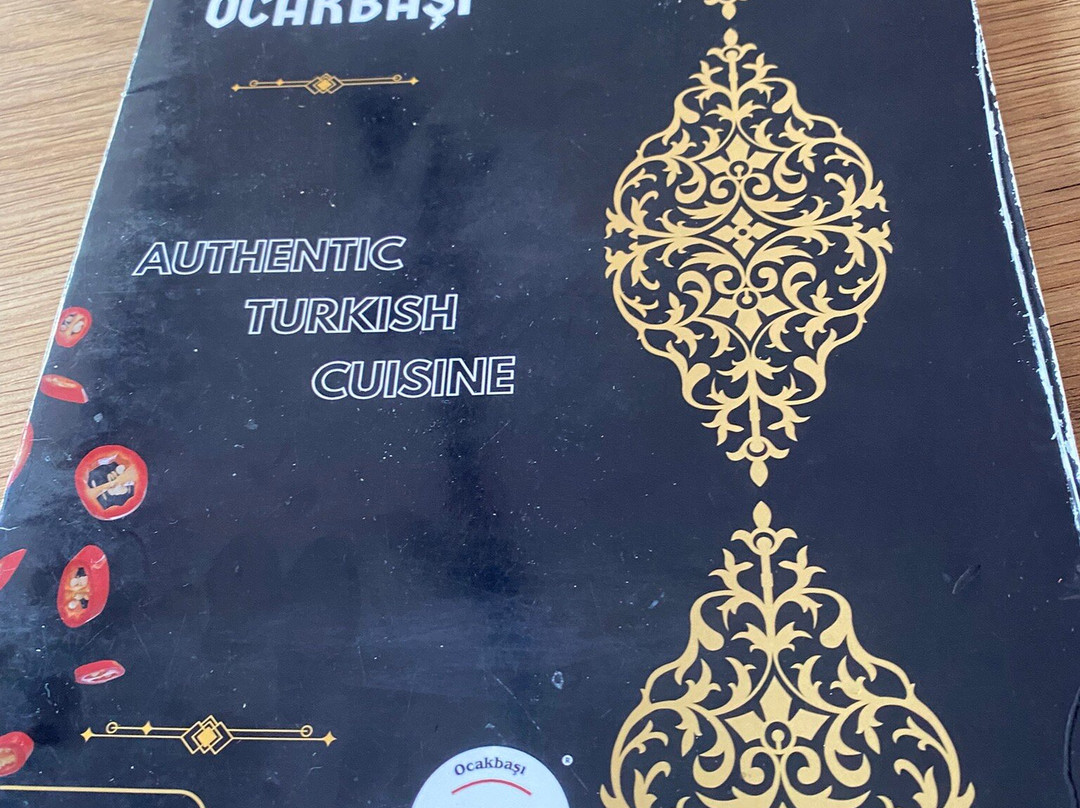 OCAKBAŞI
AUTHENTIC
TURKISH
CUISINE
Ocakbaşı